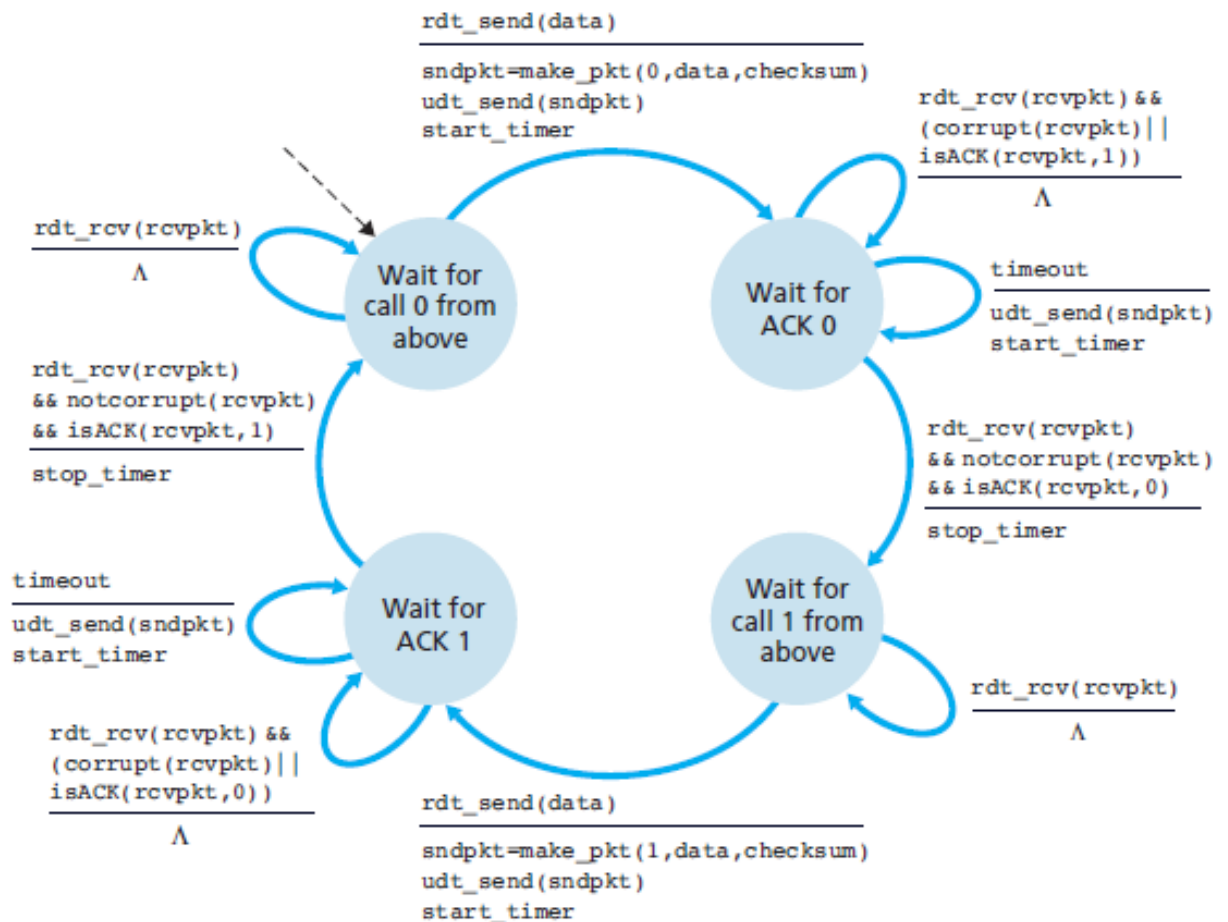 rdt_send(data)
sndpkt=make_pkt(0,data,checksum)
udt_send(sndpkt)
start_timer
rdt_rcv(rcvpkt) &&
(corrupt(rcvpkt)||
isACK(rcvpkt,1))
Λ
rdt_rcv(rcvpkt)
Λ
Wait for
call 0 from
above
Wait for
ACK 0
timeout
udt_send(sndpkt)
start_timer
rdt_rcv(rcvpkt)
&& notcorrupt(rcvpkt)
&& isACK(rcvpkt,1)
stop_timer
rdt_rcv(rcvpkt)
&& notcorrupt(rcvpkt)
&& isACK(rcvpkt,0)
stop_timer
timeout
udt_send(sndpkt)
start_timer
Wait for
ACK 1
Wait for
call 1 from
above
rdt_rcv(rcvpkt)
Λ
rdt_rcv(rcvpkt) &&
(corrupt(rcvpkt)||
isACK(rcvpkt,0))
Λ
rdt_send(data)
sndpkt=make_pkt(1,data,checksum)
udt_send(sndpkt)
start_timer